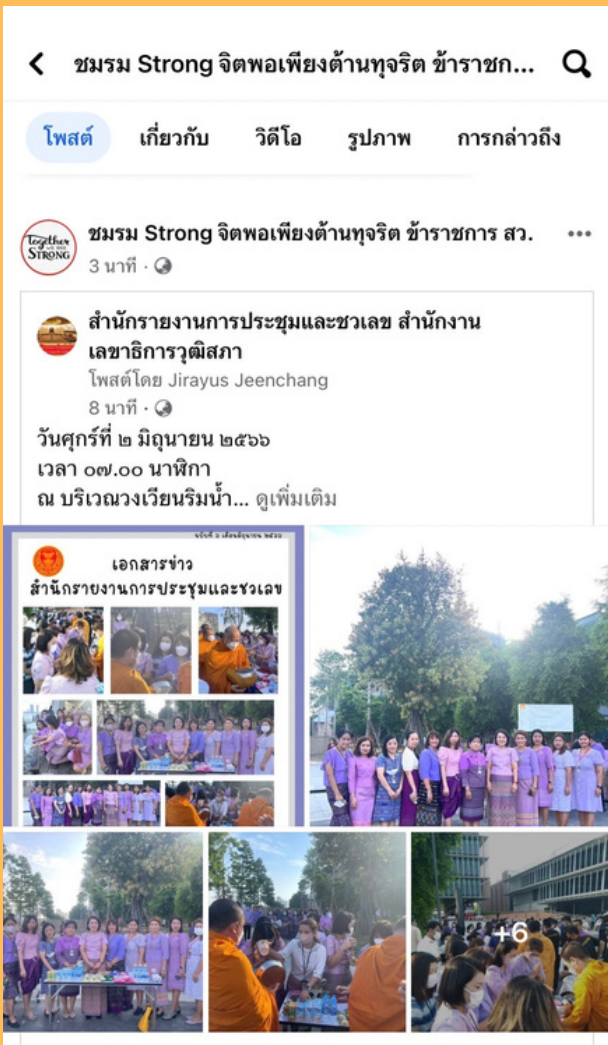 ชมรม Strong จิตพอเพียงต้านทุจริต ข้าราชก...
โพสต์ เกี่ยวกับ วิดีโอ รูปภาพ การกล่าวถึง
Together
WE ARE
STRONG
ชมรม Strong จิตพอเพียงต้านทุจริต ข้าราชการ สว.
3 นาที ·
สำนักรายงานการประชุมและชวเลข สำนักงาน
เลขาธิการวุฒิสภา
โพสต์โดย Jirayus Jeenchang
8 นาที ·
วันศุกร์ที่ ๒ มิถุนายน ๒๕๖๖
เวลา ๐๗.๐๐ นาฬิกา
ณ บริเวณวงเวียนริมน้ำ... ดูเพิ่มเติม
เอกสารข่าว
สำนักรายงานการประชุมและชวเลข
+6